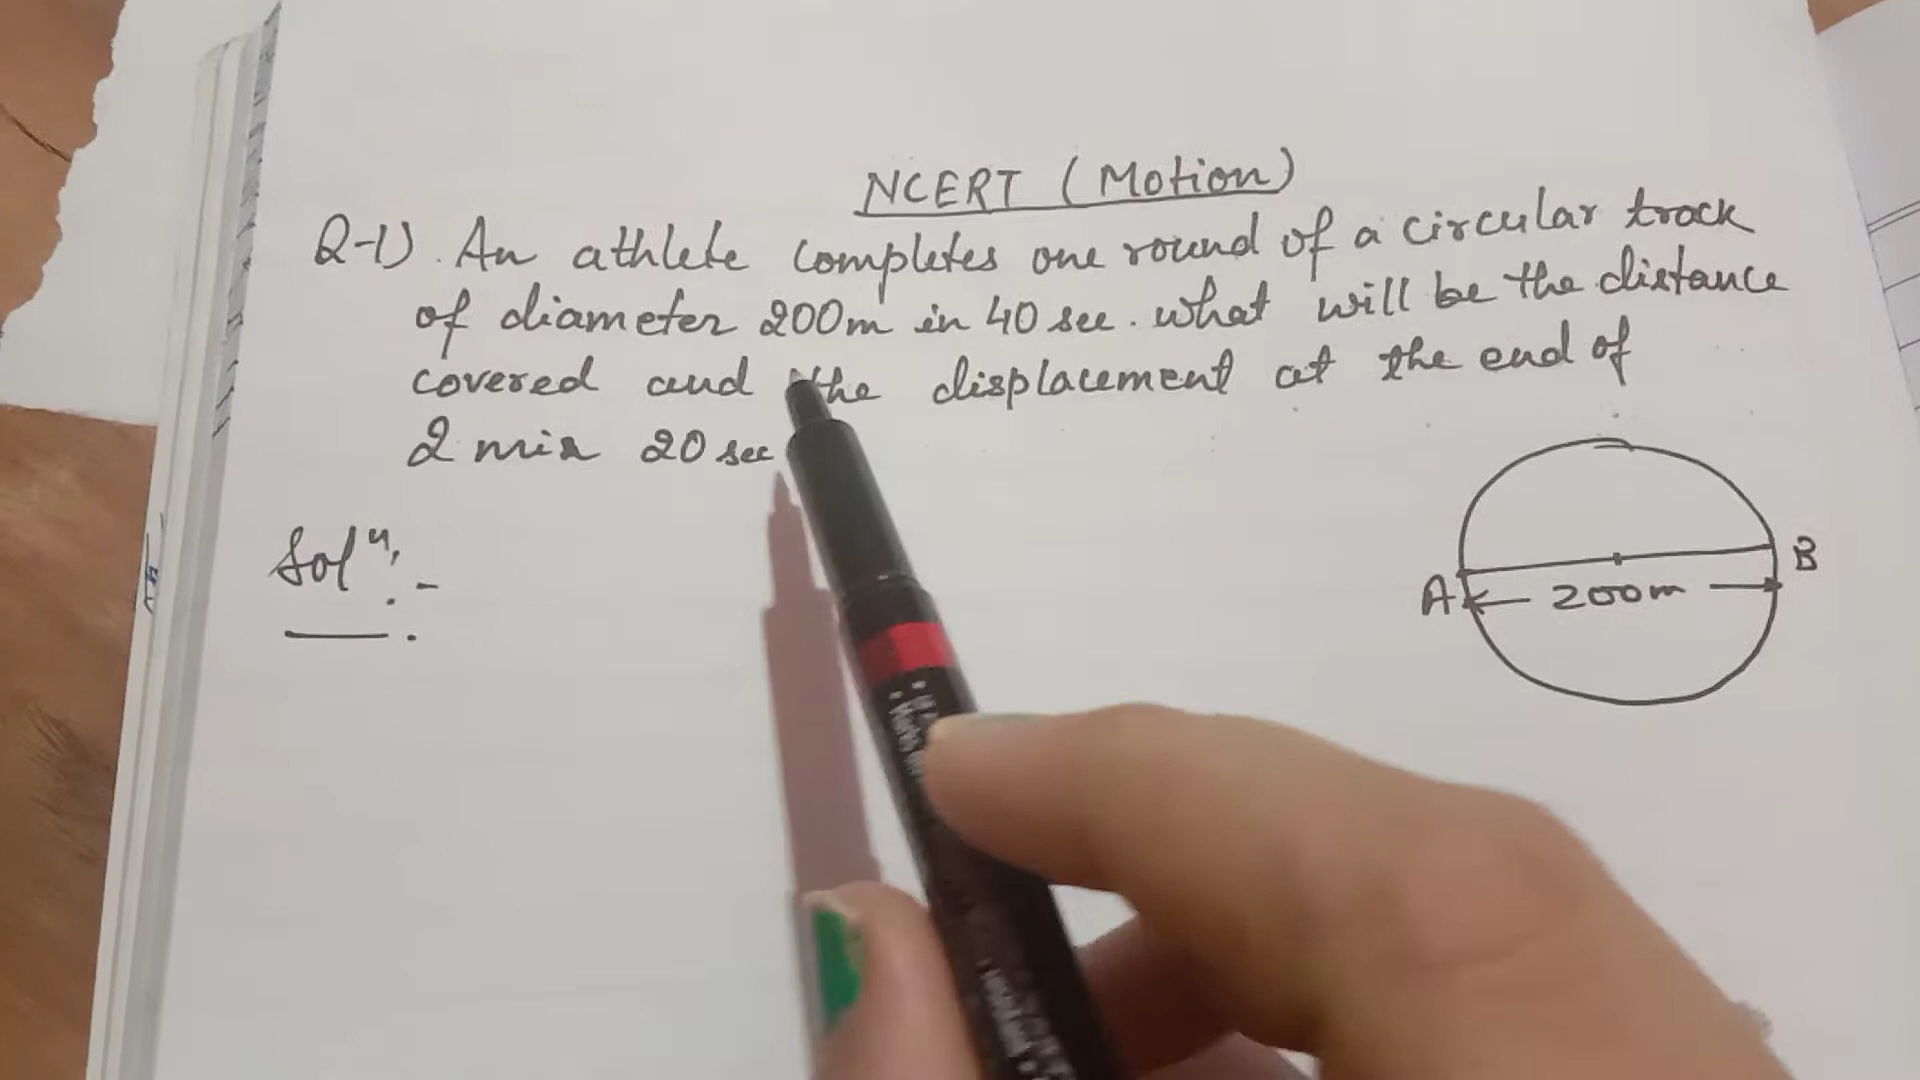 NCERT (Motion)
Q-1). An athlete completes one round of a circular track
of diameter 200m in 40 sec. what will be the distance
covered and the displacement at the end of
2 min 20 sec
Solⁿ:-
A
200m
B